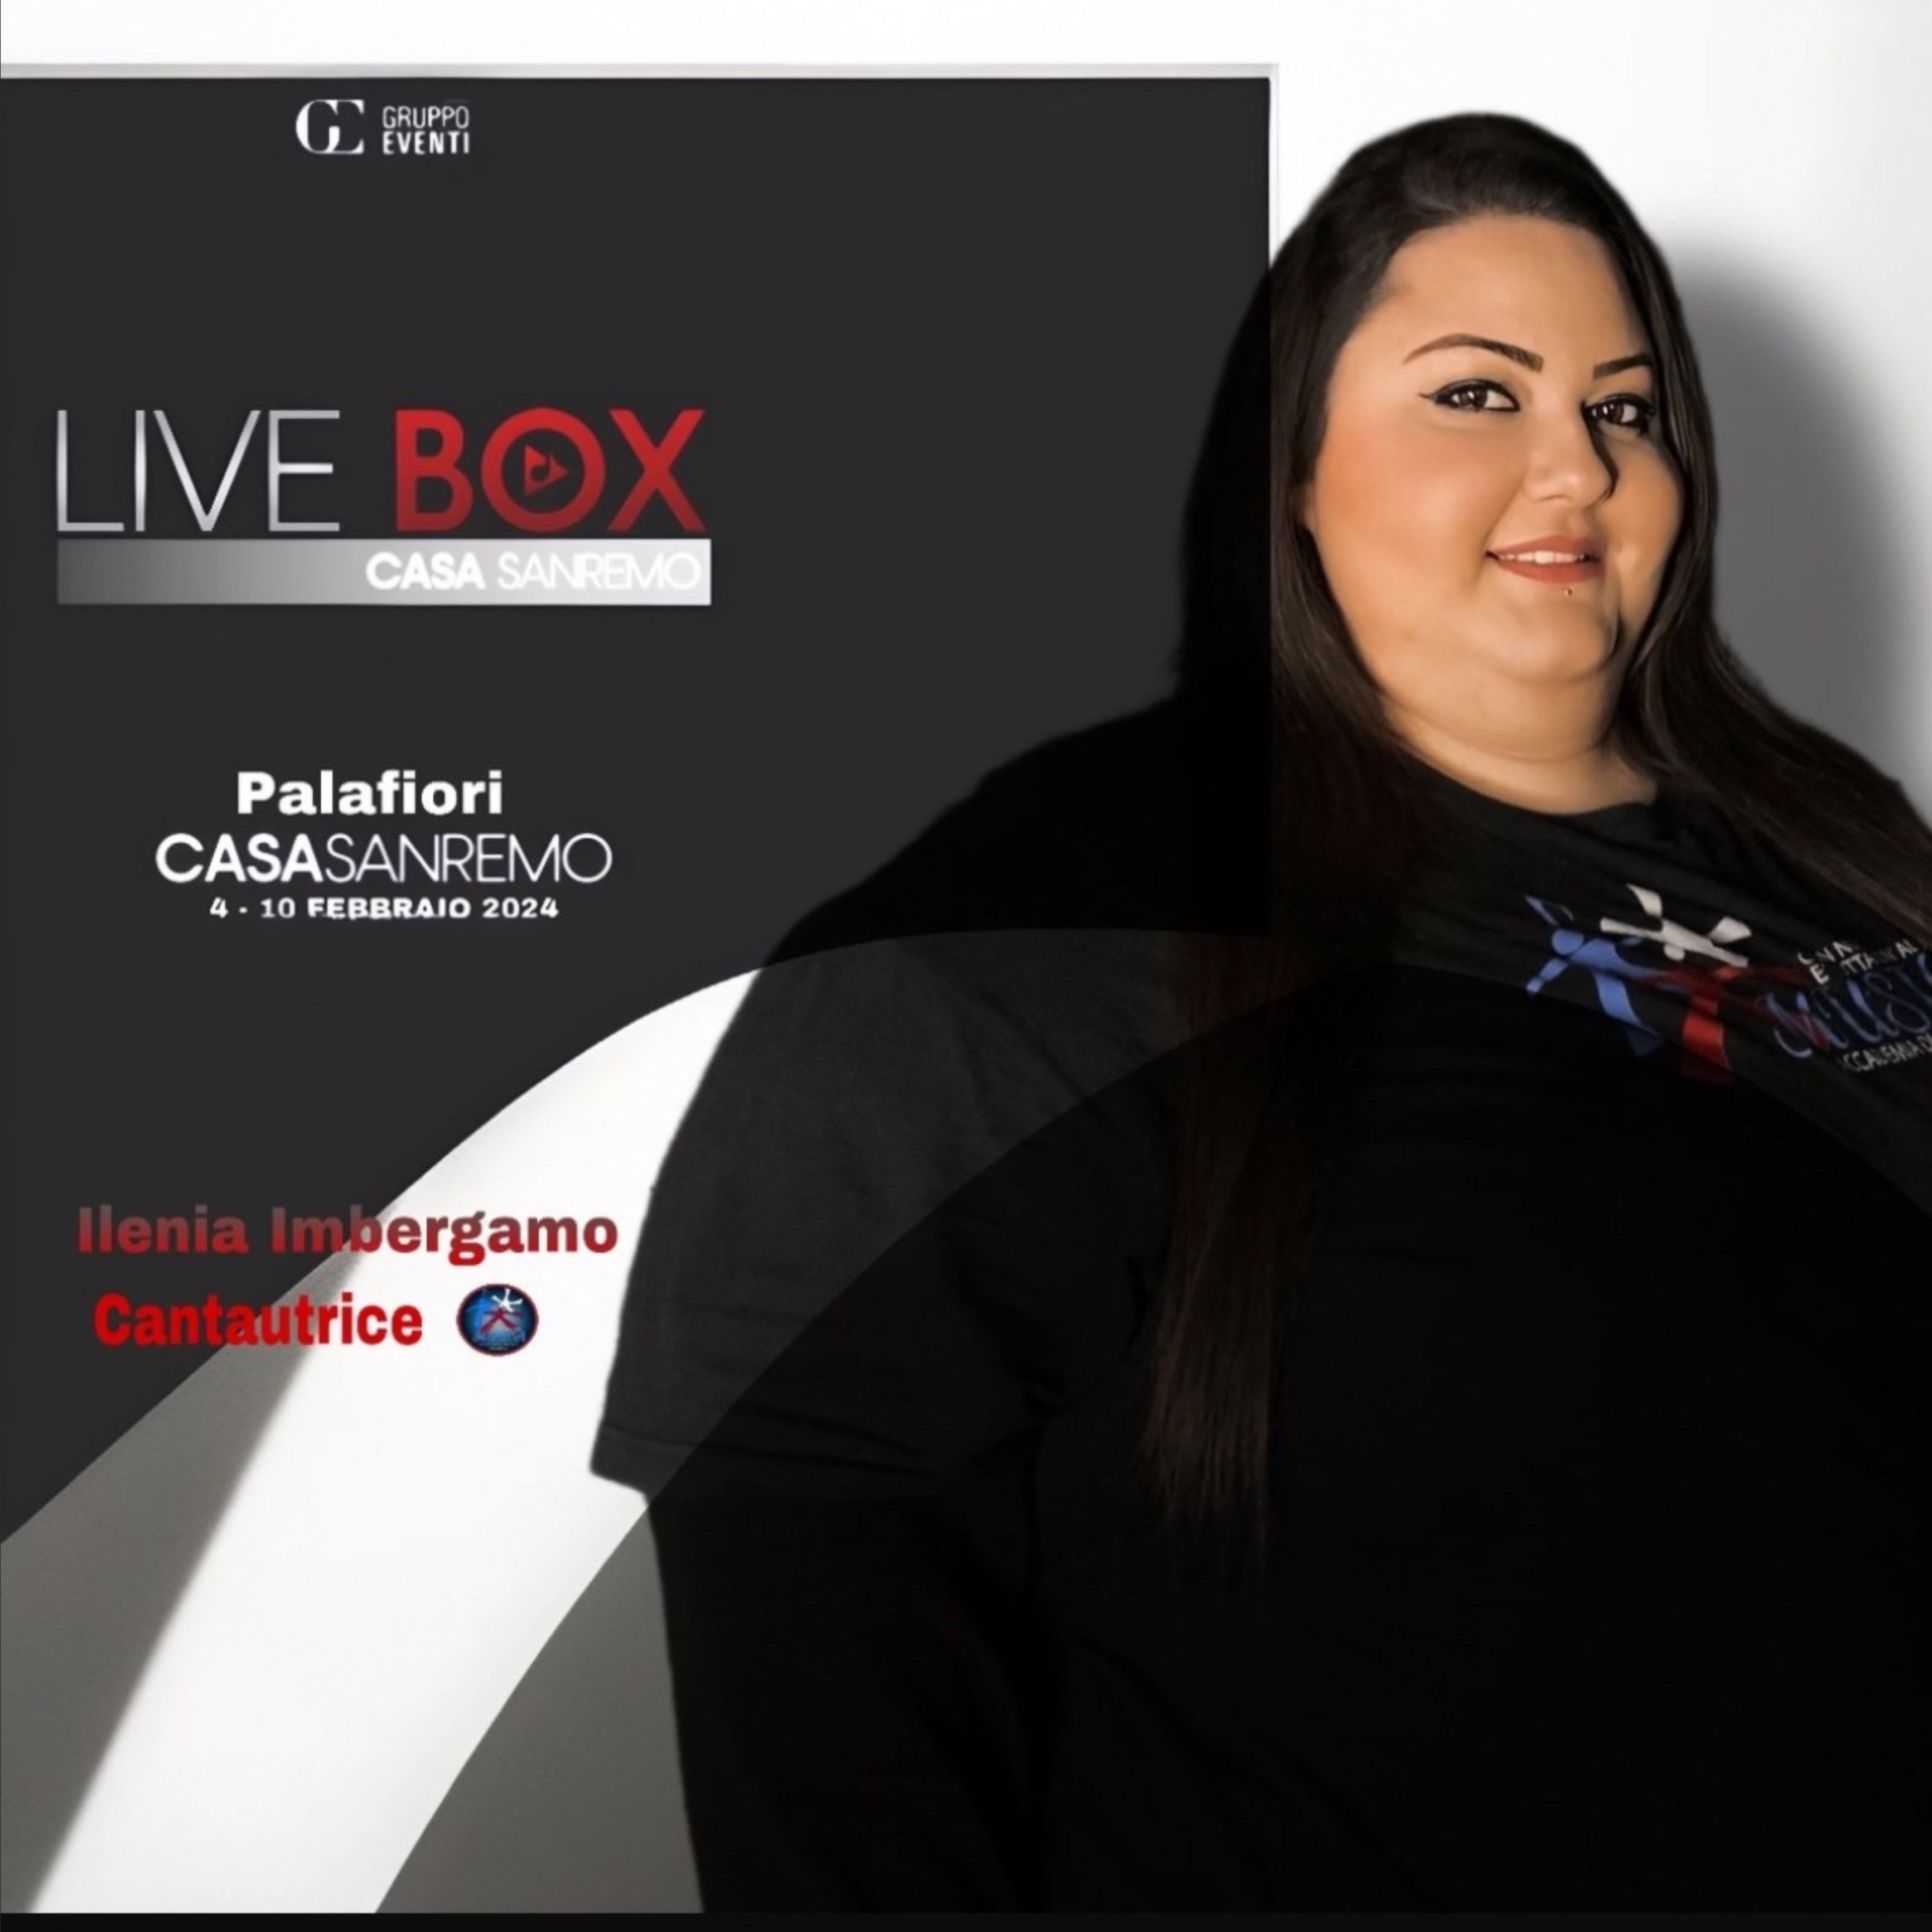 GRUPPO
EVENTI
LIVE BOX
CASA SANREMO
Palafiori
CASASANREMO
4 - 10 FEBBRAIO 2024
Ilenia Imbergamo
Cantautrice